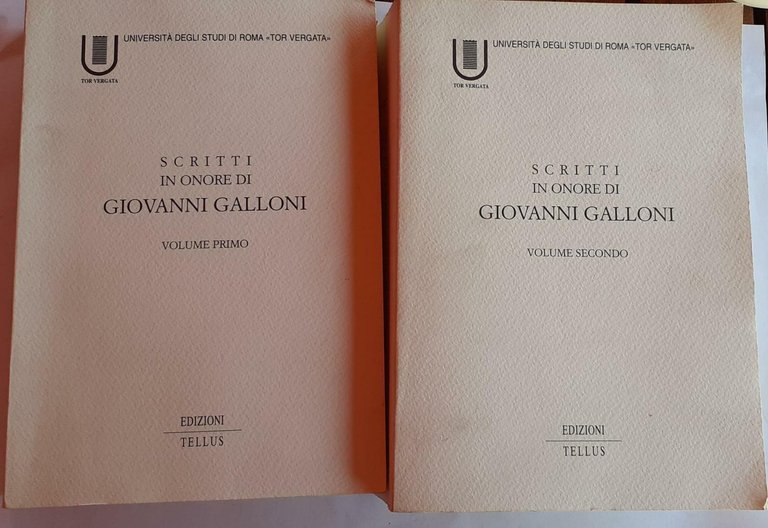 UNIVERSITÀ DEGLI STUDI DI ROMA «TOR VERGATA»
TOR VERGATA
SCRITTI
IN ONORE DI
GIOVANNI GALLONI
VOLUME PRIMO
EDIZIONI
TELLUS
UNIVERSITÀ DEGLI STUDI DI ROMA «TOR VERGATA»
TOR VERGATA
SCRITTI
IN ONORE DI
GIOVANNI GALLONI
VOLUME SECONDO
EDIZIONI
TELLUS